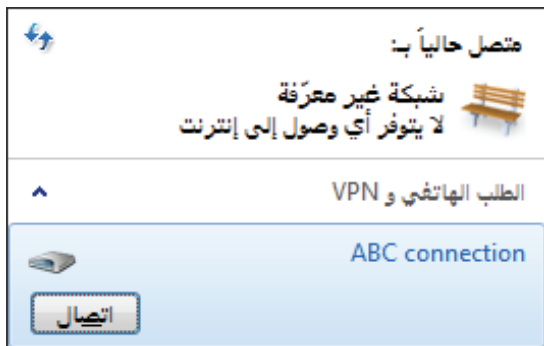 متصل حالياً بـ:
شبكة غير معرّفة
لا يتوفر أي وصول إلى إنترنت
الطلب الهاتفي و VPN
ABC connection
اتصال